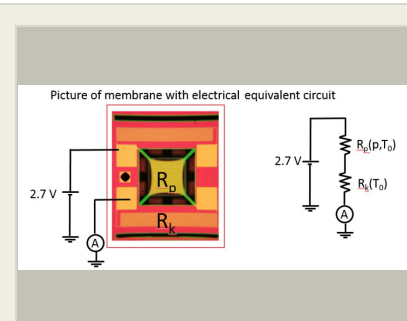 Picture of membrane with electrical equivalent circuit
2.7 V
Rp
Rk
A
2.7 V
Rp(p,T0)
Rk(T0)
A